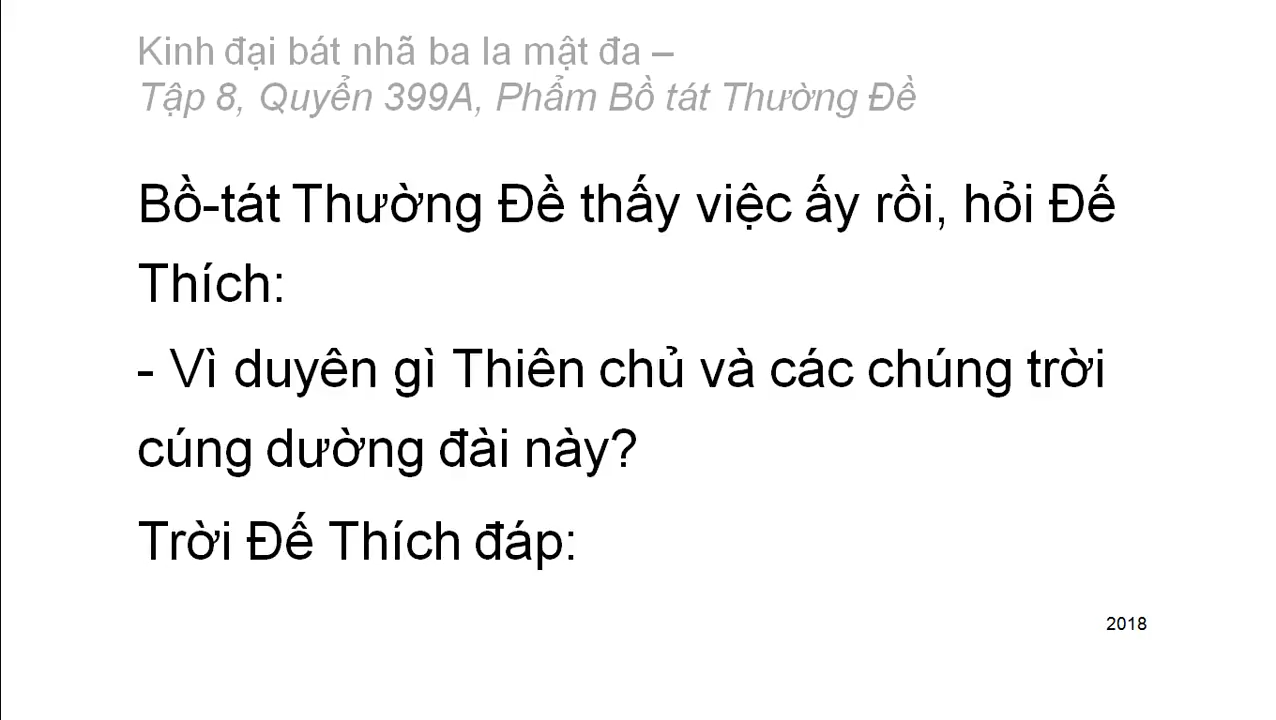 Kinh đại bát nhã ba la mật đa –
Tập 8, Quyển 399A, Phẩm Bồ tát Thường Đề
Bồ-tát Thường Đề thấy việc ấy rồi, hỏi Đế
Thích:
- Vì duyên gì Thiên chủ và các chúng trời
cúng dường đài này?
Trời Đế Thích đáp:
2018